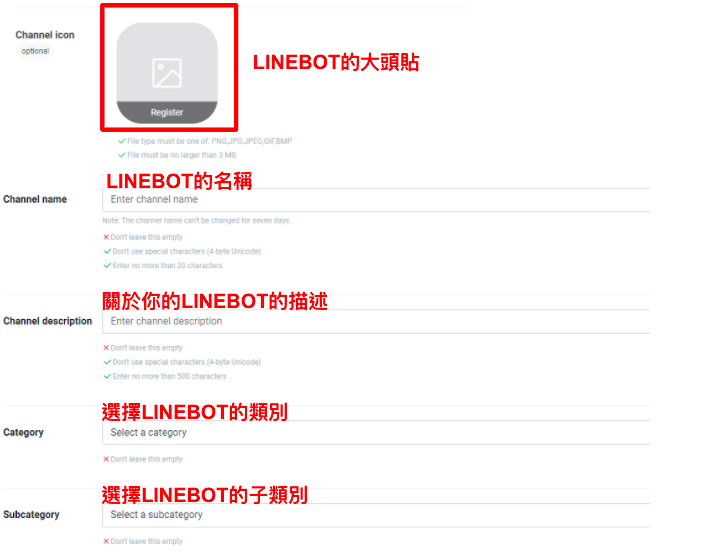 Channel icon
optional
Register
LINEBOT的大頭貼
File type must be one of: PNG,JPG,JPEG,GIF,BMP
File must be no larger than 3 MB
LINEBOT的名稱
Channel name
Enter channel name
Note: The channel name can't be changed for seven days.
Don't leave this empty
Don't use special characters (4-byte Unicode)
Enter no more than 20 characters
關於你的LINEBOT的描述
Channel description
Enter channel description
Don't leave this empty
Don't use special characters (4-byte Unicode)
Enter no more than 500 characters
選擇LINEBOT的類別
Category
Select a category
Don't leave this empty
選擇LINEBOT的子類別
Subcategory
Select a subcategory
Don't leave this empty